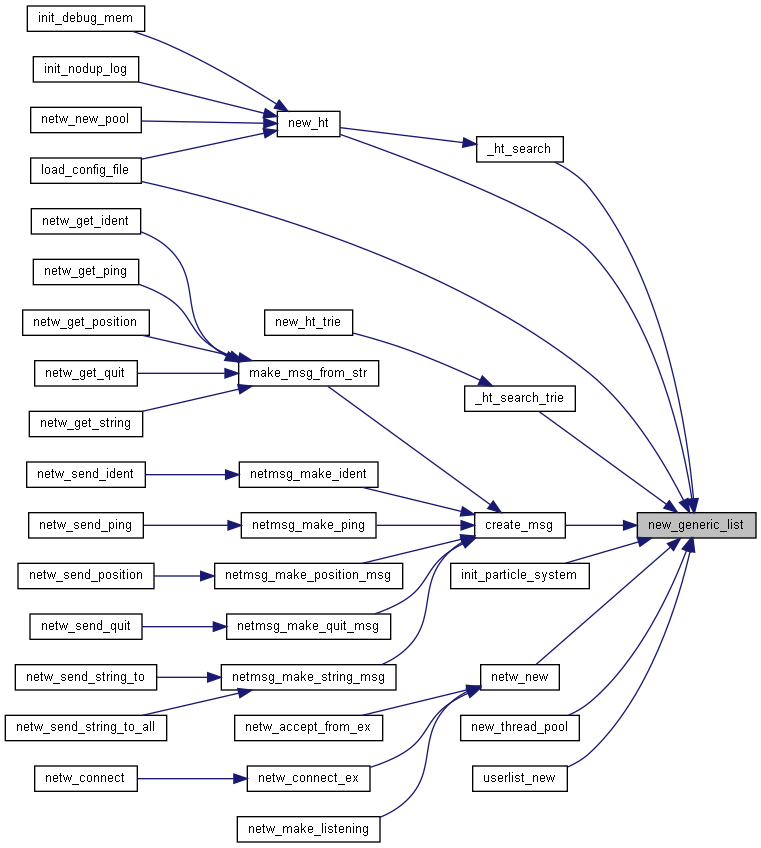 init_debug_mem
init_nodup_log
netw_new_pool
new_ht
_ht_search
load_config_file
netw_get_ident
netw_get_ping
netw_get_position
new_ht_trie
netw_get_quit
make_msg_from_str
_ht_search_trie
netw_get_string
netw_send_ident
netmsg_make_ident
netw_send_ping
netmsg_make_ping
create_msg
new_generic_list
netw_send_position
netmsg_make_position_msg
init_particle_system
netw_send_quit
netmsg_make_quit_msg
netw_send_string_to
netmsg_make_string_msg
netw_new
netw_send_string_to_all
netw_accept_from_ex
new_thread_pool
netw_connect
netw_connect_ex
userlist_new
netw_make_listening